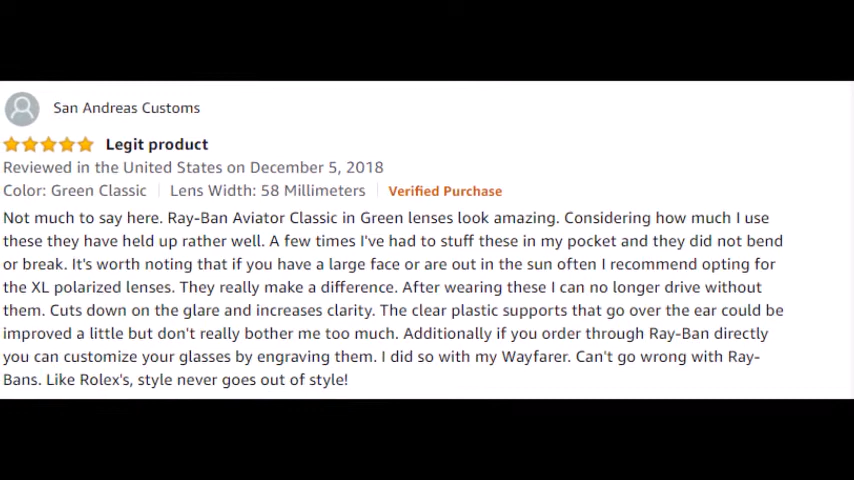 San Andreas Customs
Legit product
Reviewed in the United States on December 5, 2018
Color: Green Classic | Lens Width: 58 Millimeters | Verified Purchase
Not much to say here. Ray-Ban Aviator Classic in Green lenses look amazing. Considering how much I use
these they have held up rather well. A few times I've had to stuff these in my pocket and they did not bend
or break. It's worth noting that if you have a large face or are out in the sun often I recommend opting for
the XL polarized lenses. They really make a difference. After wearing these I can no longer drive without
them. Cuts down on the glare and increases clarity. The clear plastic supports that go over the ear could be
improved a little but don't really bother me too much. Additionally if you order through Ray-Ban directly
you can customize your glasses by engraving them. I did so with my Wayfarer. Can't go wrong with Ray-
Bans. Like Rolex's, style never goes out of style!